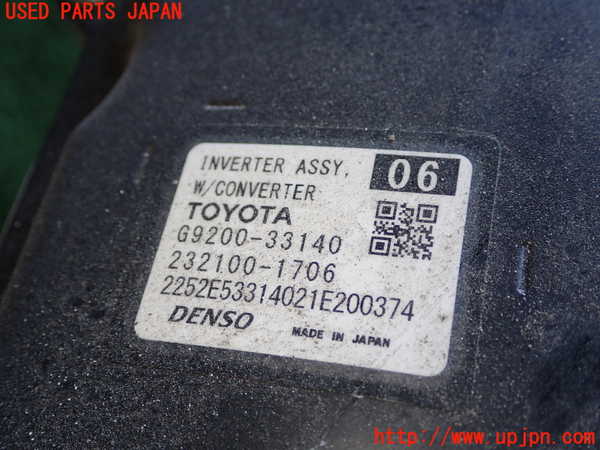 USED PARTS JAPAN
INVERTER ASSY,
W/CONVERTER
06
TOYOTA
G9200-33140
232100-1706
2252E53314021E200374
DENSO MADE IN JAPAN
http://www.upjpn.com/